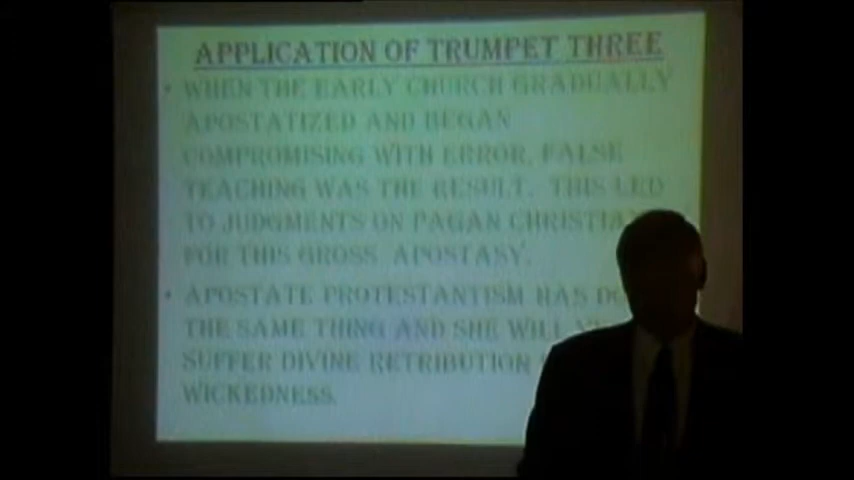 APPLICATION OF TRUMPET THREE
• WHEN THE EARLY CHURCH GRADUALLY
APOSTATIZED AND BEGAN
COMPROMISING WITH ERROR, FALSE
TEACHING WAS THE RESULT. THIS LED
TO JUDGMENTS ON PAGAN
FOR THIS GROSS APOSTASY.
• APOSTATE PROTESTANTISM HAS
THE SAME THING AND SHE WILL
SUFFER DIVINE RETRIBUTION
WICKEDNESS.